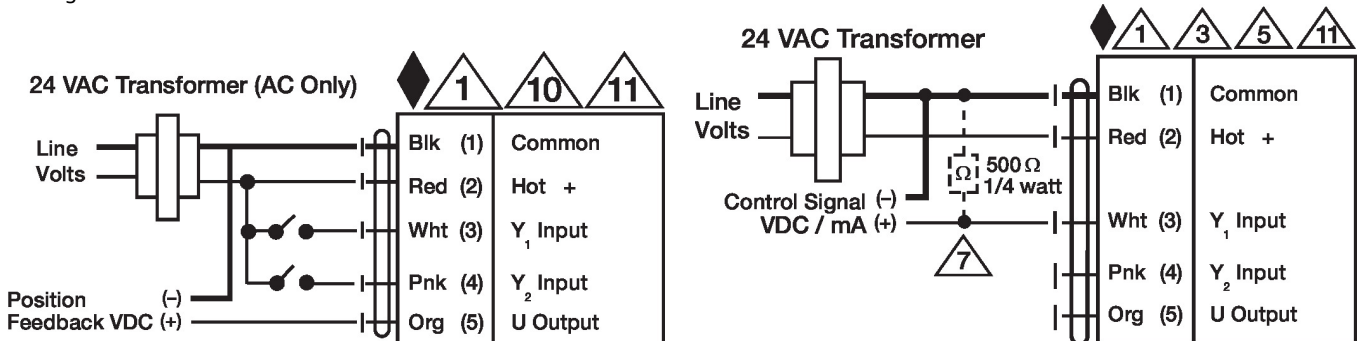 24 VAC Transformer (AC Only)
1 10 11
Line
Volts
Blk (1) Common
Red (2) Hot +
Wht (3) Y1 Input
Pnk (4) Y2 Input
Org (5) U Output
Position (–)
Feedback VDC (+)
24 VAC Transformer
1 3 5 11
Line
Volts
500 Ω
1/4 watt
Ω
Control Signal (–)
VDC / mA (+)
7
Blk (1) Common
Red (2) Hot +
Wht (3) Y1 Input
Pnk (4) Y2 Input
Org (5) U Output